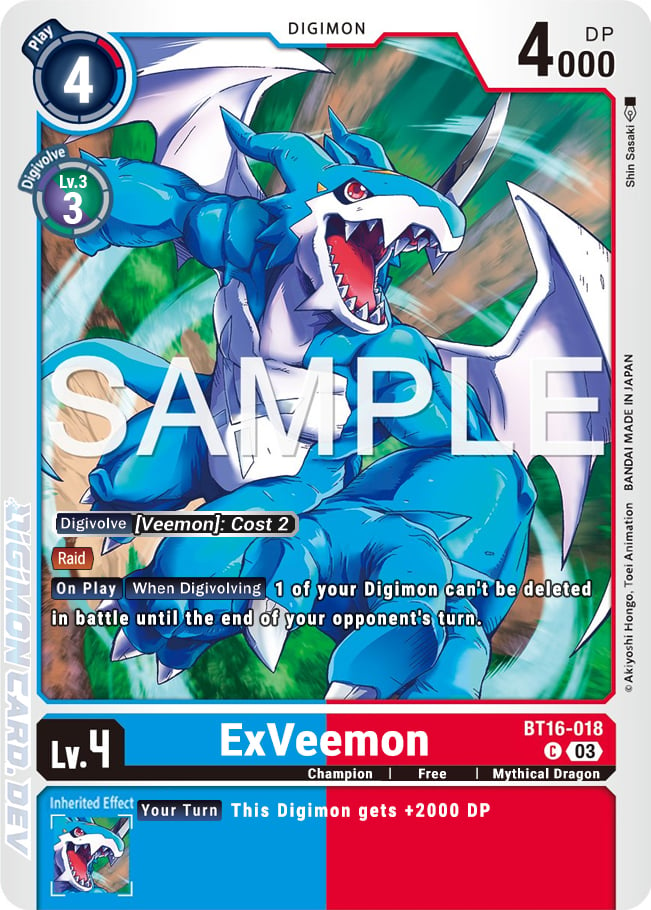 DIGIMON
Play
4
4000
DP
Digivolve
Lv.3
3
Shin Sasaki
SAMPLE
Digivolve [Veemon]: Cost 2
Raid
On Play When Digivolving 1 of your Digimon can't be deleted
in battle until the end of your opponent's turn.
© Akiyoshi Hongo, Toei Animation BANDAI MADE IN JAPAN
DIGIMONCARD.DEV
Lv.4
ExVeemon
BT16-018
C 03
Champion | Free | Mythical Dragon
Inherited Effect
Your Turn This Digimon gets +2000 DP